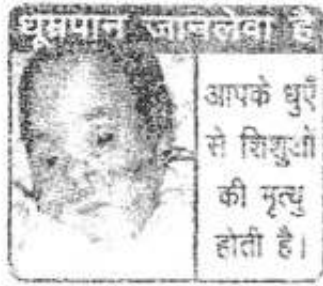 धूम्रपान जानलेवा है
आपके धुएँ
से शिशुओं
की मृत्यु
होती है।